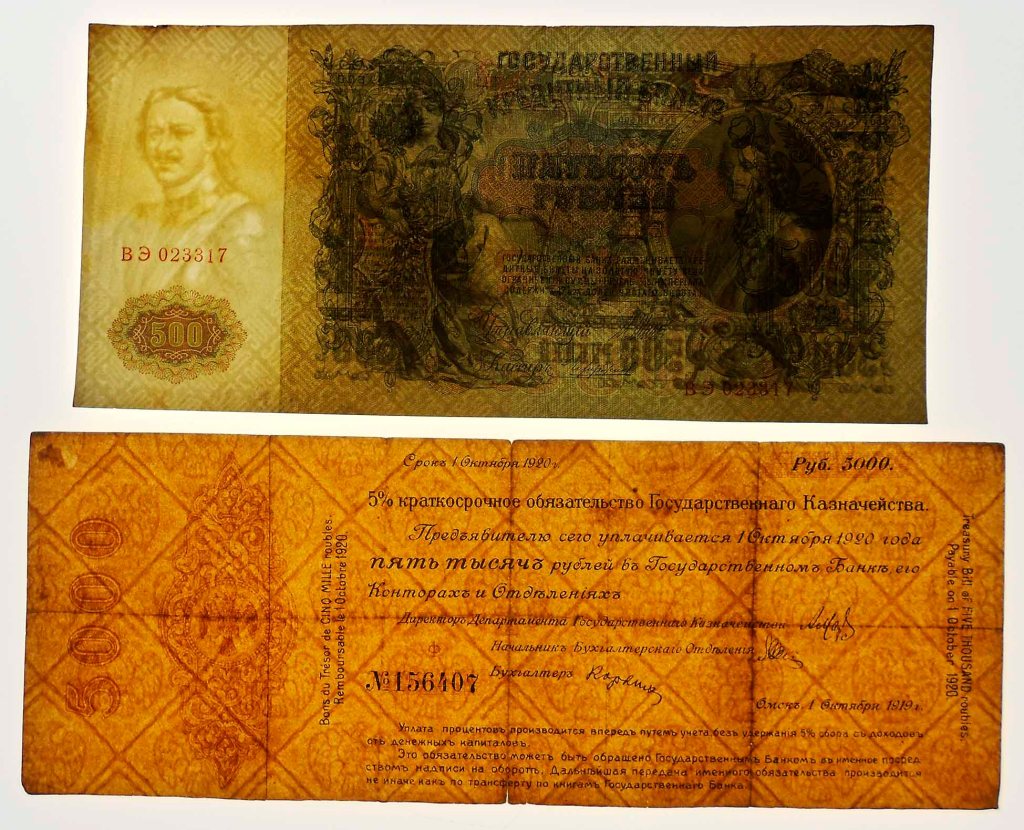 ГОСУДАРСТВЕННЫЙ
КРЕДИТНЫЙ БИЛЕТЪ
ПЯТЬСОТЪ
РУБЛЕЙ
ВЭ 023317
500
Управляющій
Кассиръ
ВЭ 023317
Срокъ 1 Октября 1920 г
Руб. 5000.
5% краткосрочное обязательство Государственнаго Казначейства.
Предъявителю сего уплачивается 1 Октября 1920 года
пять тысячъ рублей въ Государственномъ Банкѣ, его
Конторахъ и Отдѣленіяхъ
Директоръ Департамента Государственнаго Казначейства
Начальникъ Бухгалтерскаго Отдѣленія
Ф
Бухгалтеръ
№156407
Омскъ, 1 Октября 1919 г.
Уплата процентовъ производится впередъ путемъ учета, безъ удержанія 5% сбора съ доходовъ
отъ денежныхъ капиталовъ.
Это обязательство можетъ быть обращено Государственнымъ Банкомъ въ именное посред
ствомъ надписи на оборотѣ. Дальнѣйшая передача именного обязательства производится
не иначе какъ по трансферту по книгамъ Государственнаго Банка.
5000
Bons du Trésor de CINQ MILLE roubles.
Remboursable le 1 Octobre 1920.
Treasury Bill of FIVE THOUSAND roubles.
Payable on 1 October 1920.